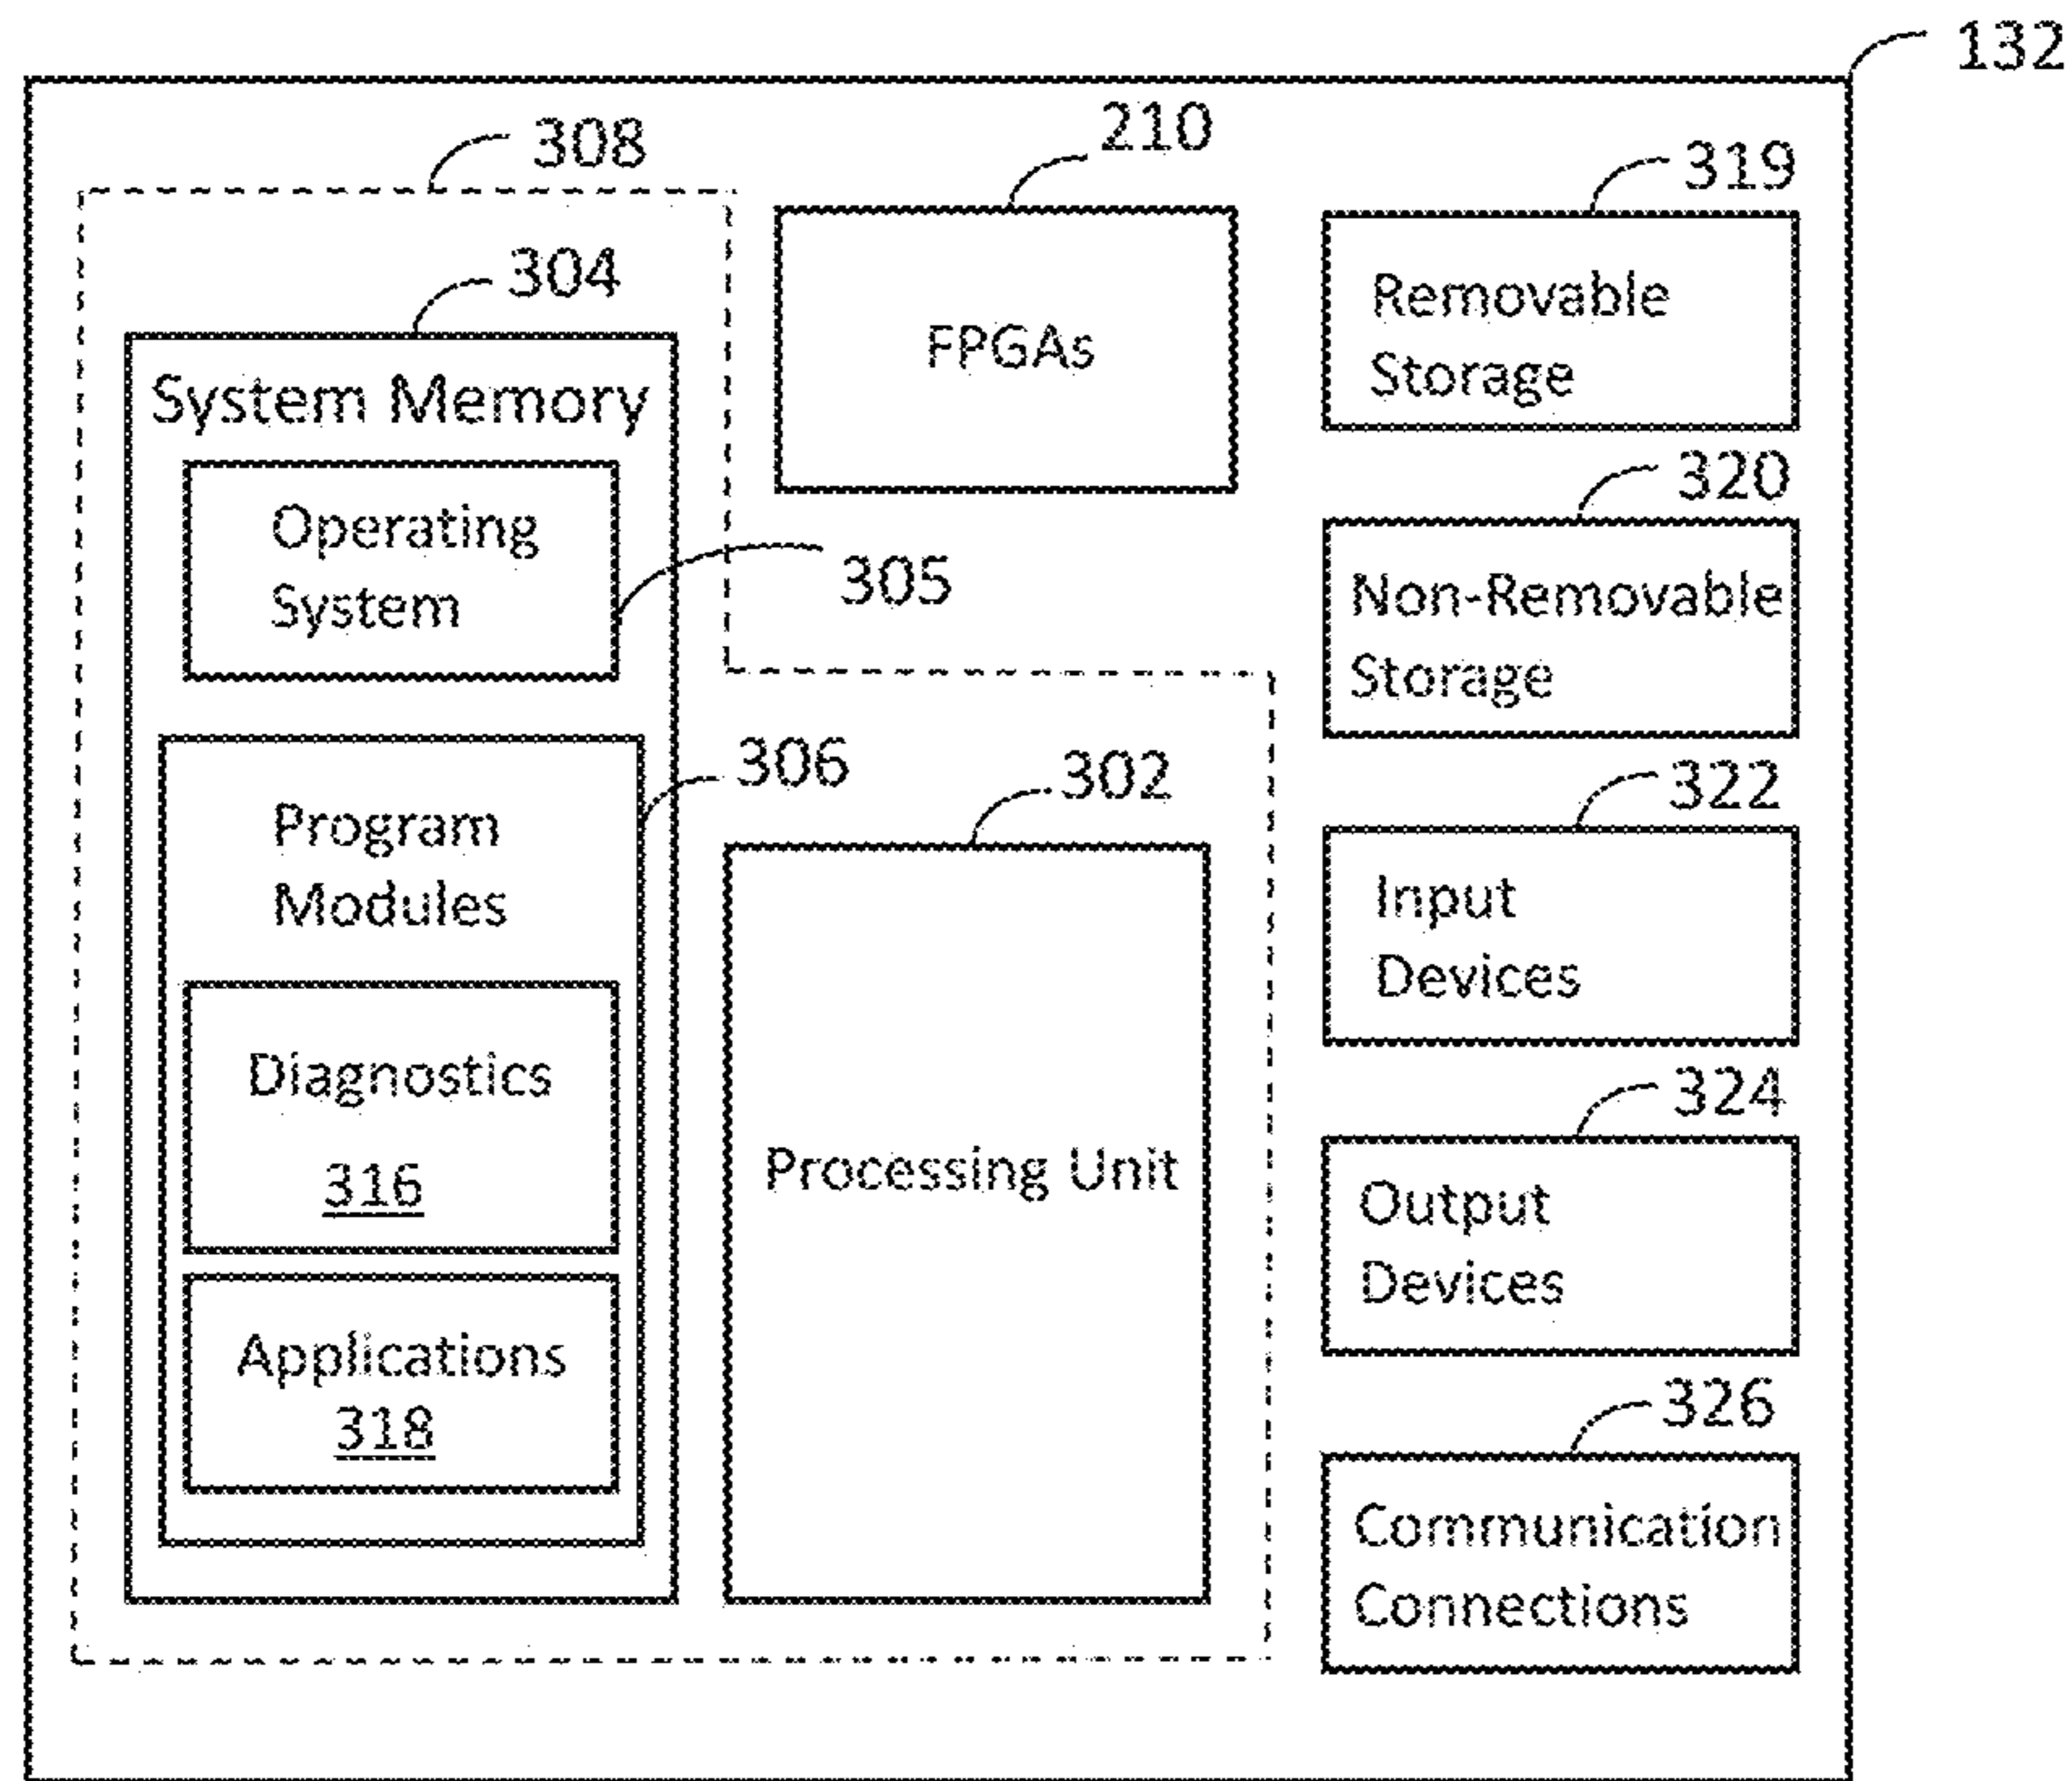 132
308
210
319
304
FPGAs
Removable
Storage
System Memory
320
Operating
System
305
Non-Removable
Storage
306
302
322
Program
Modules
Input
Devices
Diagnostics
316
Processing Unit
324
Output
Devices
Applications
318
326
Communication
Connections